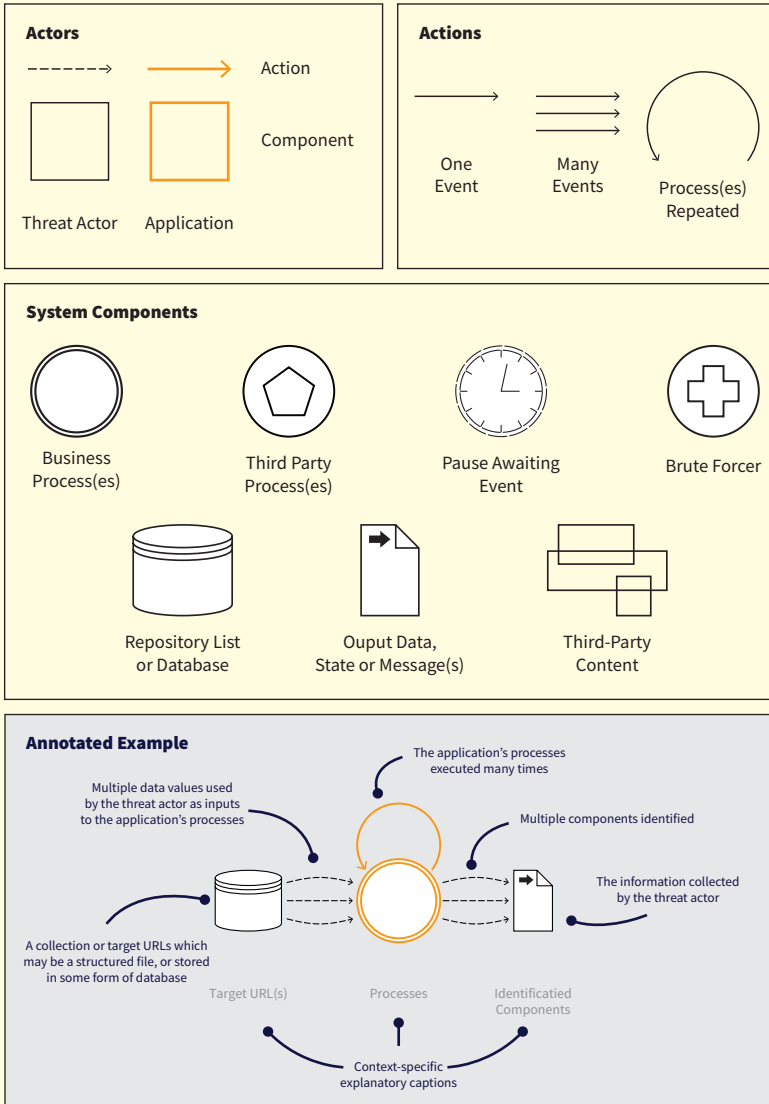 Actors
Action
Component
Threat Actor
Application
Actions
One
Event
Many
Events
Process(es)
Repeated
System Components
Business
Process(es)
Third Party
Process(es)
Pause Awaiting
Event
Brute Forcer
Repository List
or Database
Ouput Data,
State or Message(s)
Third-Party
Content
Annotated Example
The application's processes
executed many times
Multiple data values used
by the threat actor as inputs
to the application's processes
Multiple components identified
The information collected
by the threat actor
A collection or target URLs which
may be a structured file, or stored
in some form of database
Target URL(s)
Processes
Identificatied
Components
Context-specific
explanatory captions